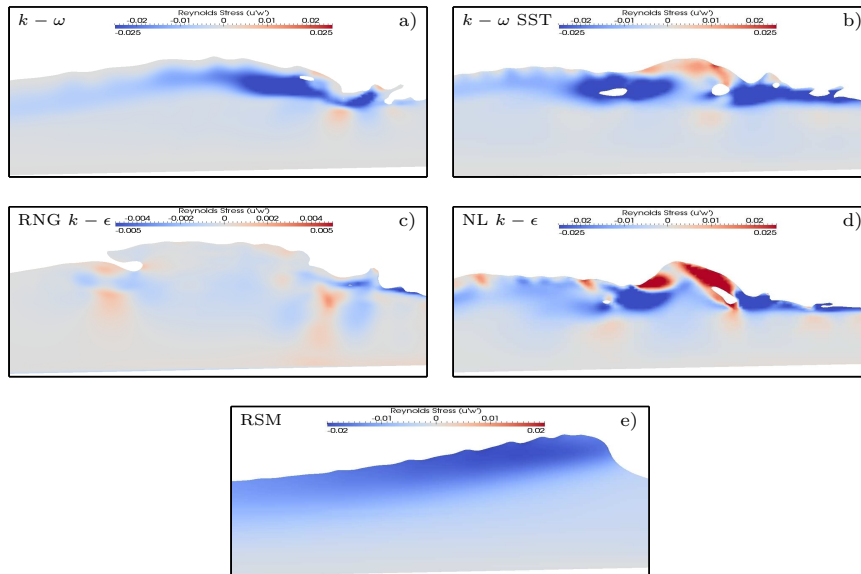 k − ω
Reynolds Stress (u'w')
a)
-0.02 -0.01 0 0.01 0.02
-0.025 0.025
k − ω SST
Reynolds Stress (u'w')
b)
-0.02 -0.01 0 0.01 0.02
-0.025 0.025
RNG k − ϵ
Reynolds Stress (u'w')
c)
-0.004 -0.002 0 0.002 0.004
-0.005 0.005
NL k − ϵ
Reynolds Stress (u'w')
d)
-0.02 -0.01 0 0.01 0.02
-0.025 0.025
RSM
Reynolds Stress (u'w')
e)
-0.01 0 0.01
-0.02 0.02